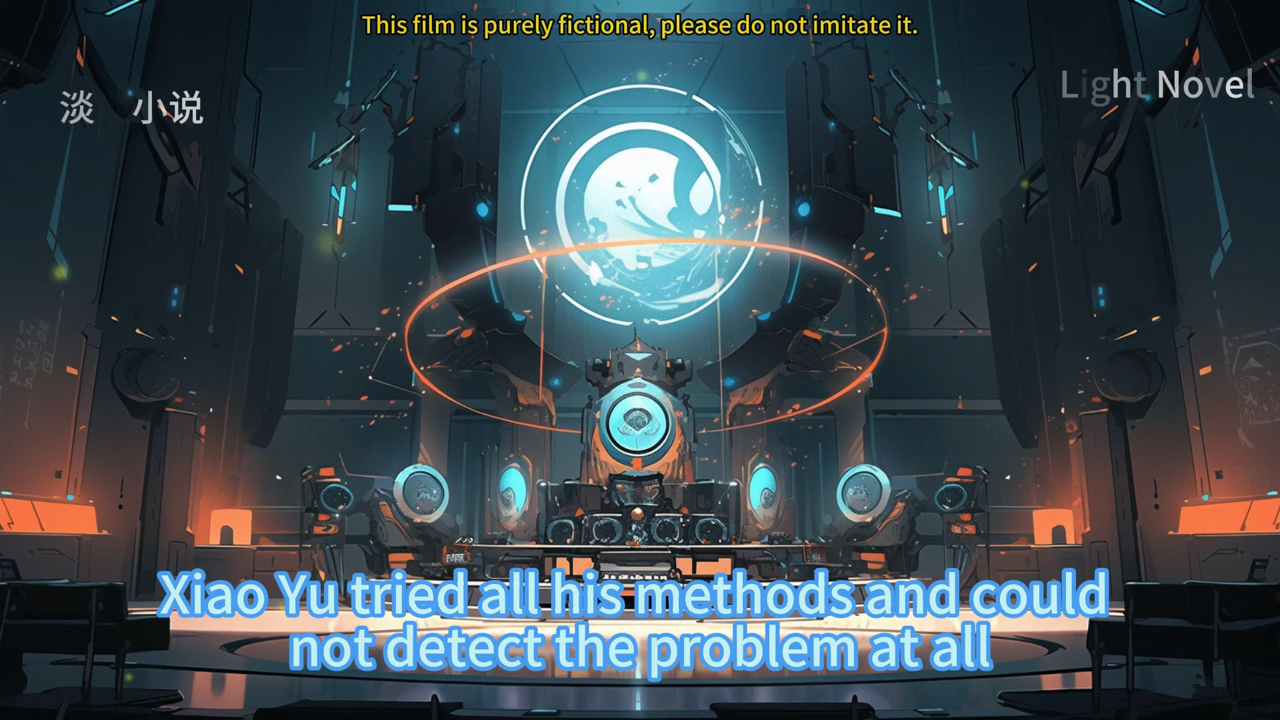 This film is purely fictional, please do not imitate it.
淡 小说
Light Novel
Xiao Yu tried all his methods and could
not detect the problem at all